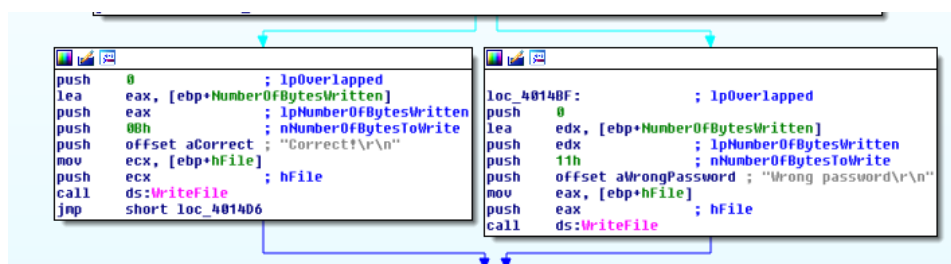 push 0 ; lpOverlapped
lea eax, [ebp+NumberOfBytesWritten]
push eax ; lpNumberOfBytesWritten
push 0Bh ; nNumberOfBytesToWrite
push offset aCorrect ; "Correct!\r\n"
mov ecx, [ebp+hFile]
push ecx ; hFile
call ds:WriteFile
jmp short loc_4014D6
loc_4014BF: ; lpOverlapped
push 0
lea edx, [ebp+NumberOfBytesWritten]
push edx ; lpNumberOfBytesWritten
push 11h ; nNumberOfBytesToWrite
push offset aWrongPassword ; "Wrong password\r\n"
mov eax, [ebp+hFile]
push eax ; hFile
call ds:WriteFile